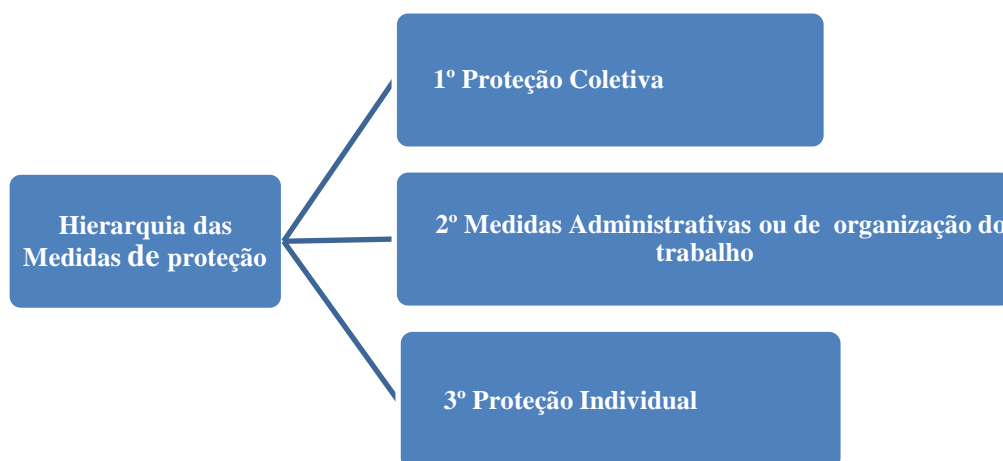 1º Proteção Coletiva
Hierarquia das
Medidas de proteção
2º Medidas Administrativas ou de organização do
trabalho
3º Proteção Individual